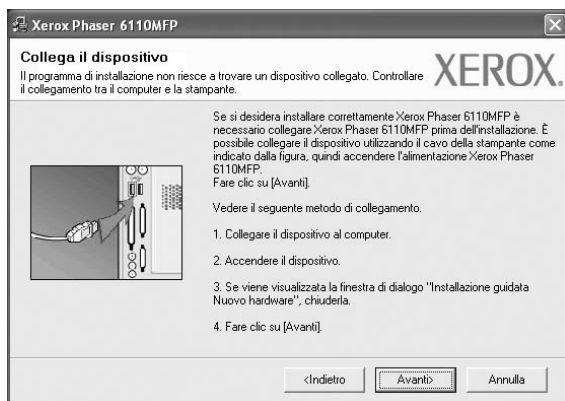 Xerox Phaser 6110MFP
Collega il dispositivo
Il programma di installazione non riesce a trovare un dispositivo collegato. Controllare
il collegamento tra il computer e la stampante.
XEROX.
Se si desidera installare correttamente Xerox Phaser 6110MFP è
necessario collegare Xerox Phaser 6110MFP prima dell'installazione. È
possibile collegare il dispositivo utilizzando il cavo della stampante come
indicato dalla figura, quindi accendere l'alimentazione Xerox Phaser
6110MFP.
Fare clic su [Avanti].
Vedere il seguente metodo di collegamento.
1. Collegare il dispositivo al computer.
2. Accendere il dispositivo.
3. Se viene visualizzata la finestra di dialogo "Installazione guidata
Nuovo hardware", chiuderla.
4. Fare clic su [Avanti].
<Indietro
Avanti>
Annulla